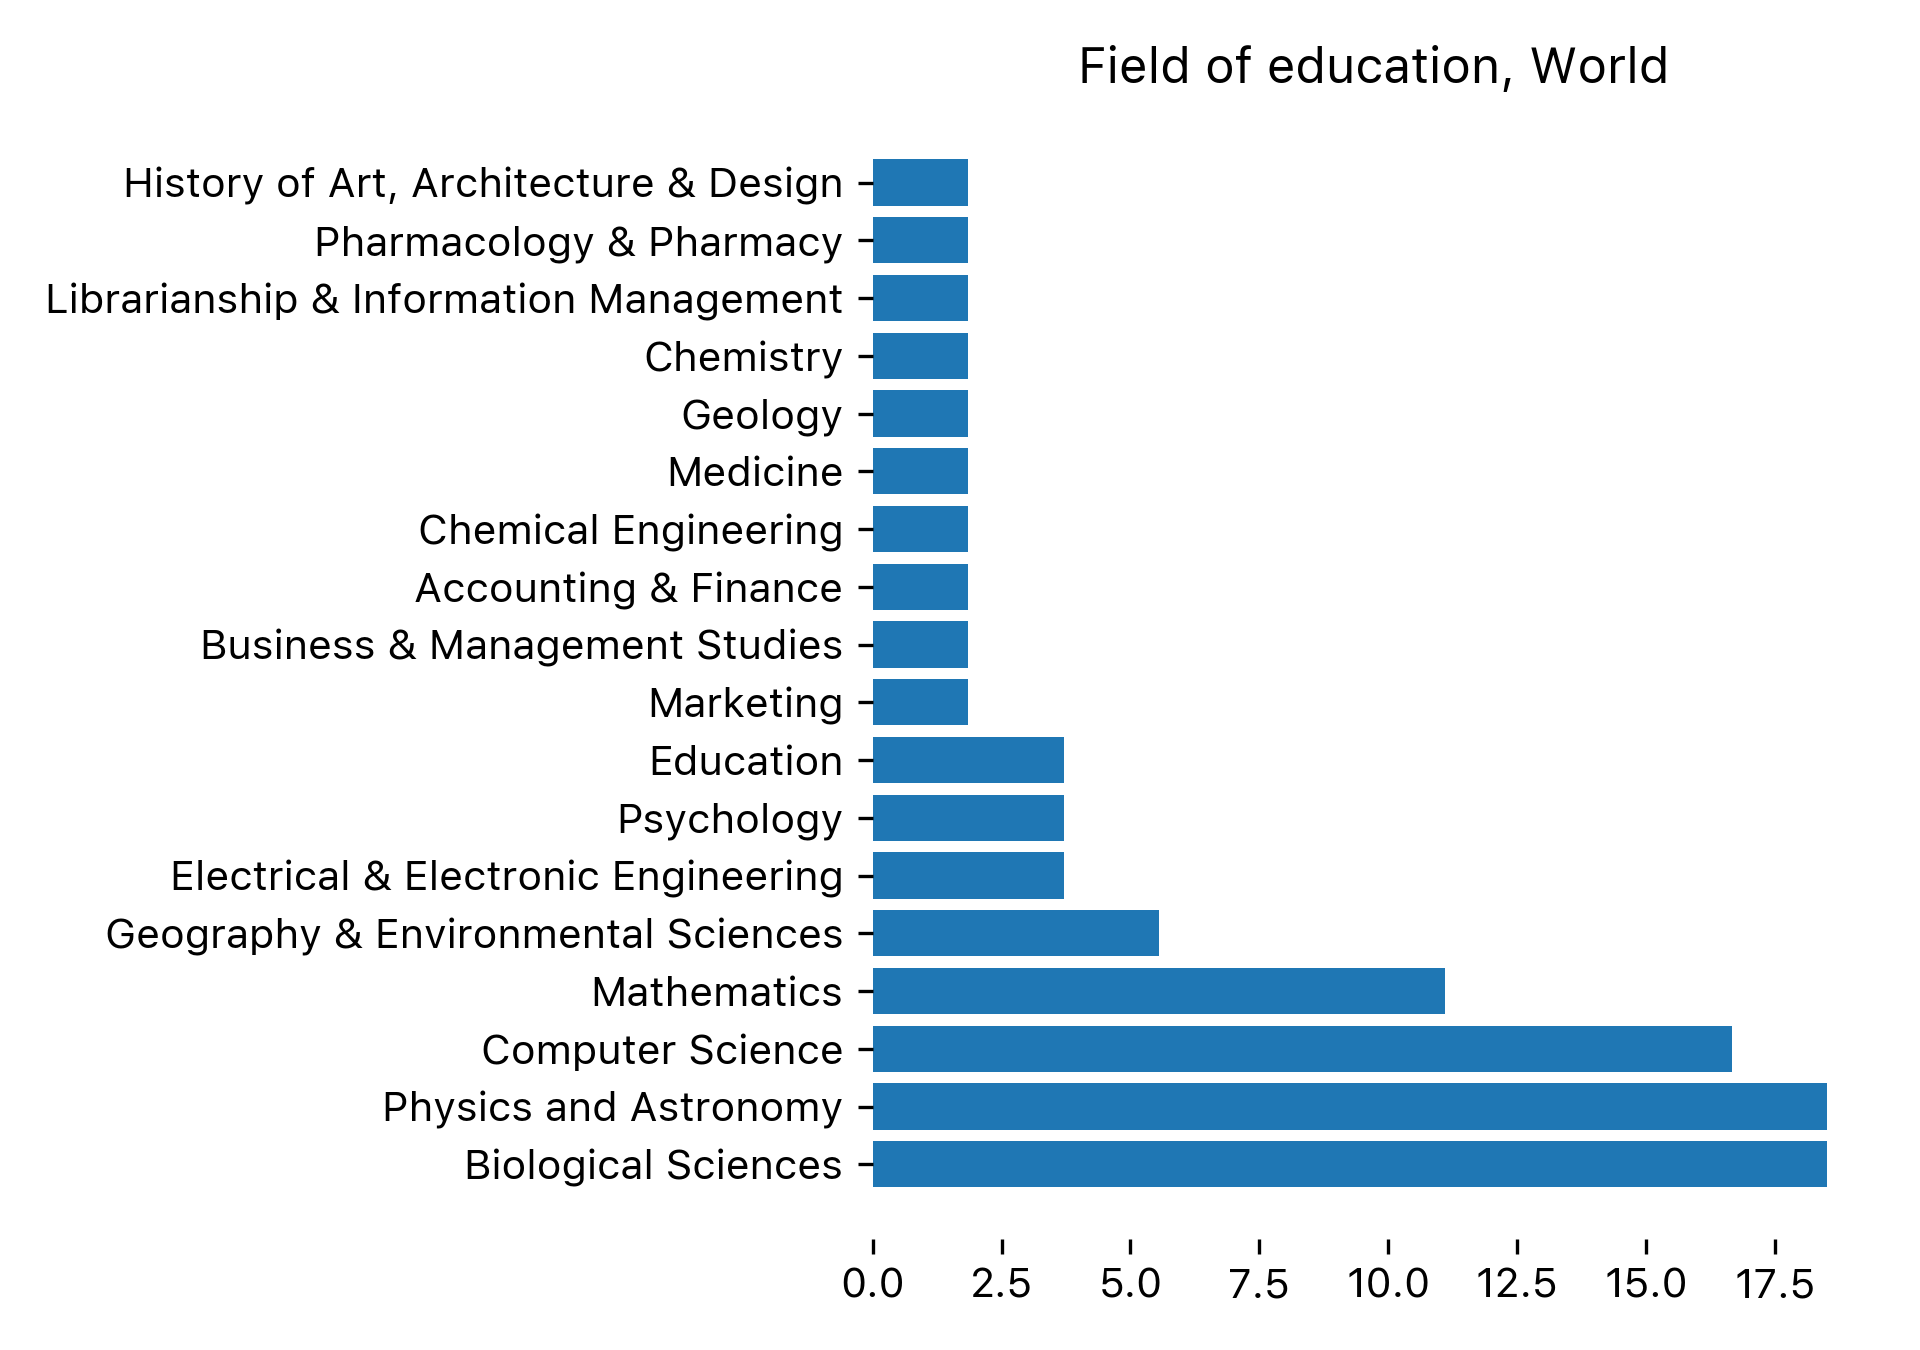 Field of education, World
History of Art, Architecture & Design
Pharmacology & Pharmacy
Librarianship & Information Management
Chemistry
Geology
Medicine
Chemical Engineering
Accounting & Finance
Business & Management Studies
Marketing
Education
Psychology
Electrical & Electronic Engineering
Geography & Environmental Sciences
Mathematics
Computer Science
Physics and Astronomy
Biological Sciences
0.0 2.5 5.0 7.5 10.0 12.5 15.0 17.5